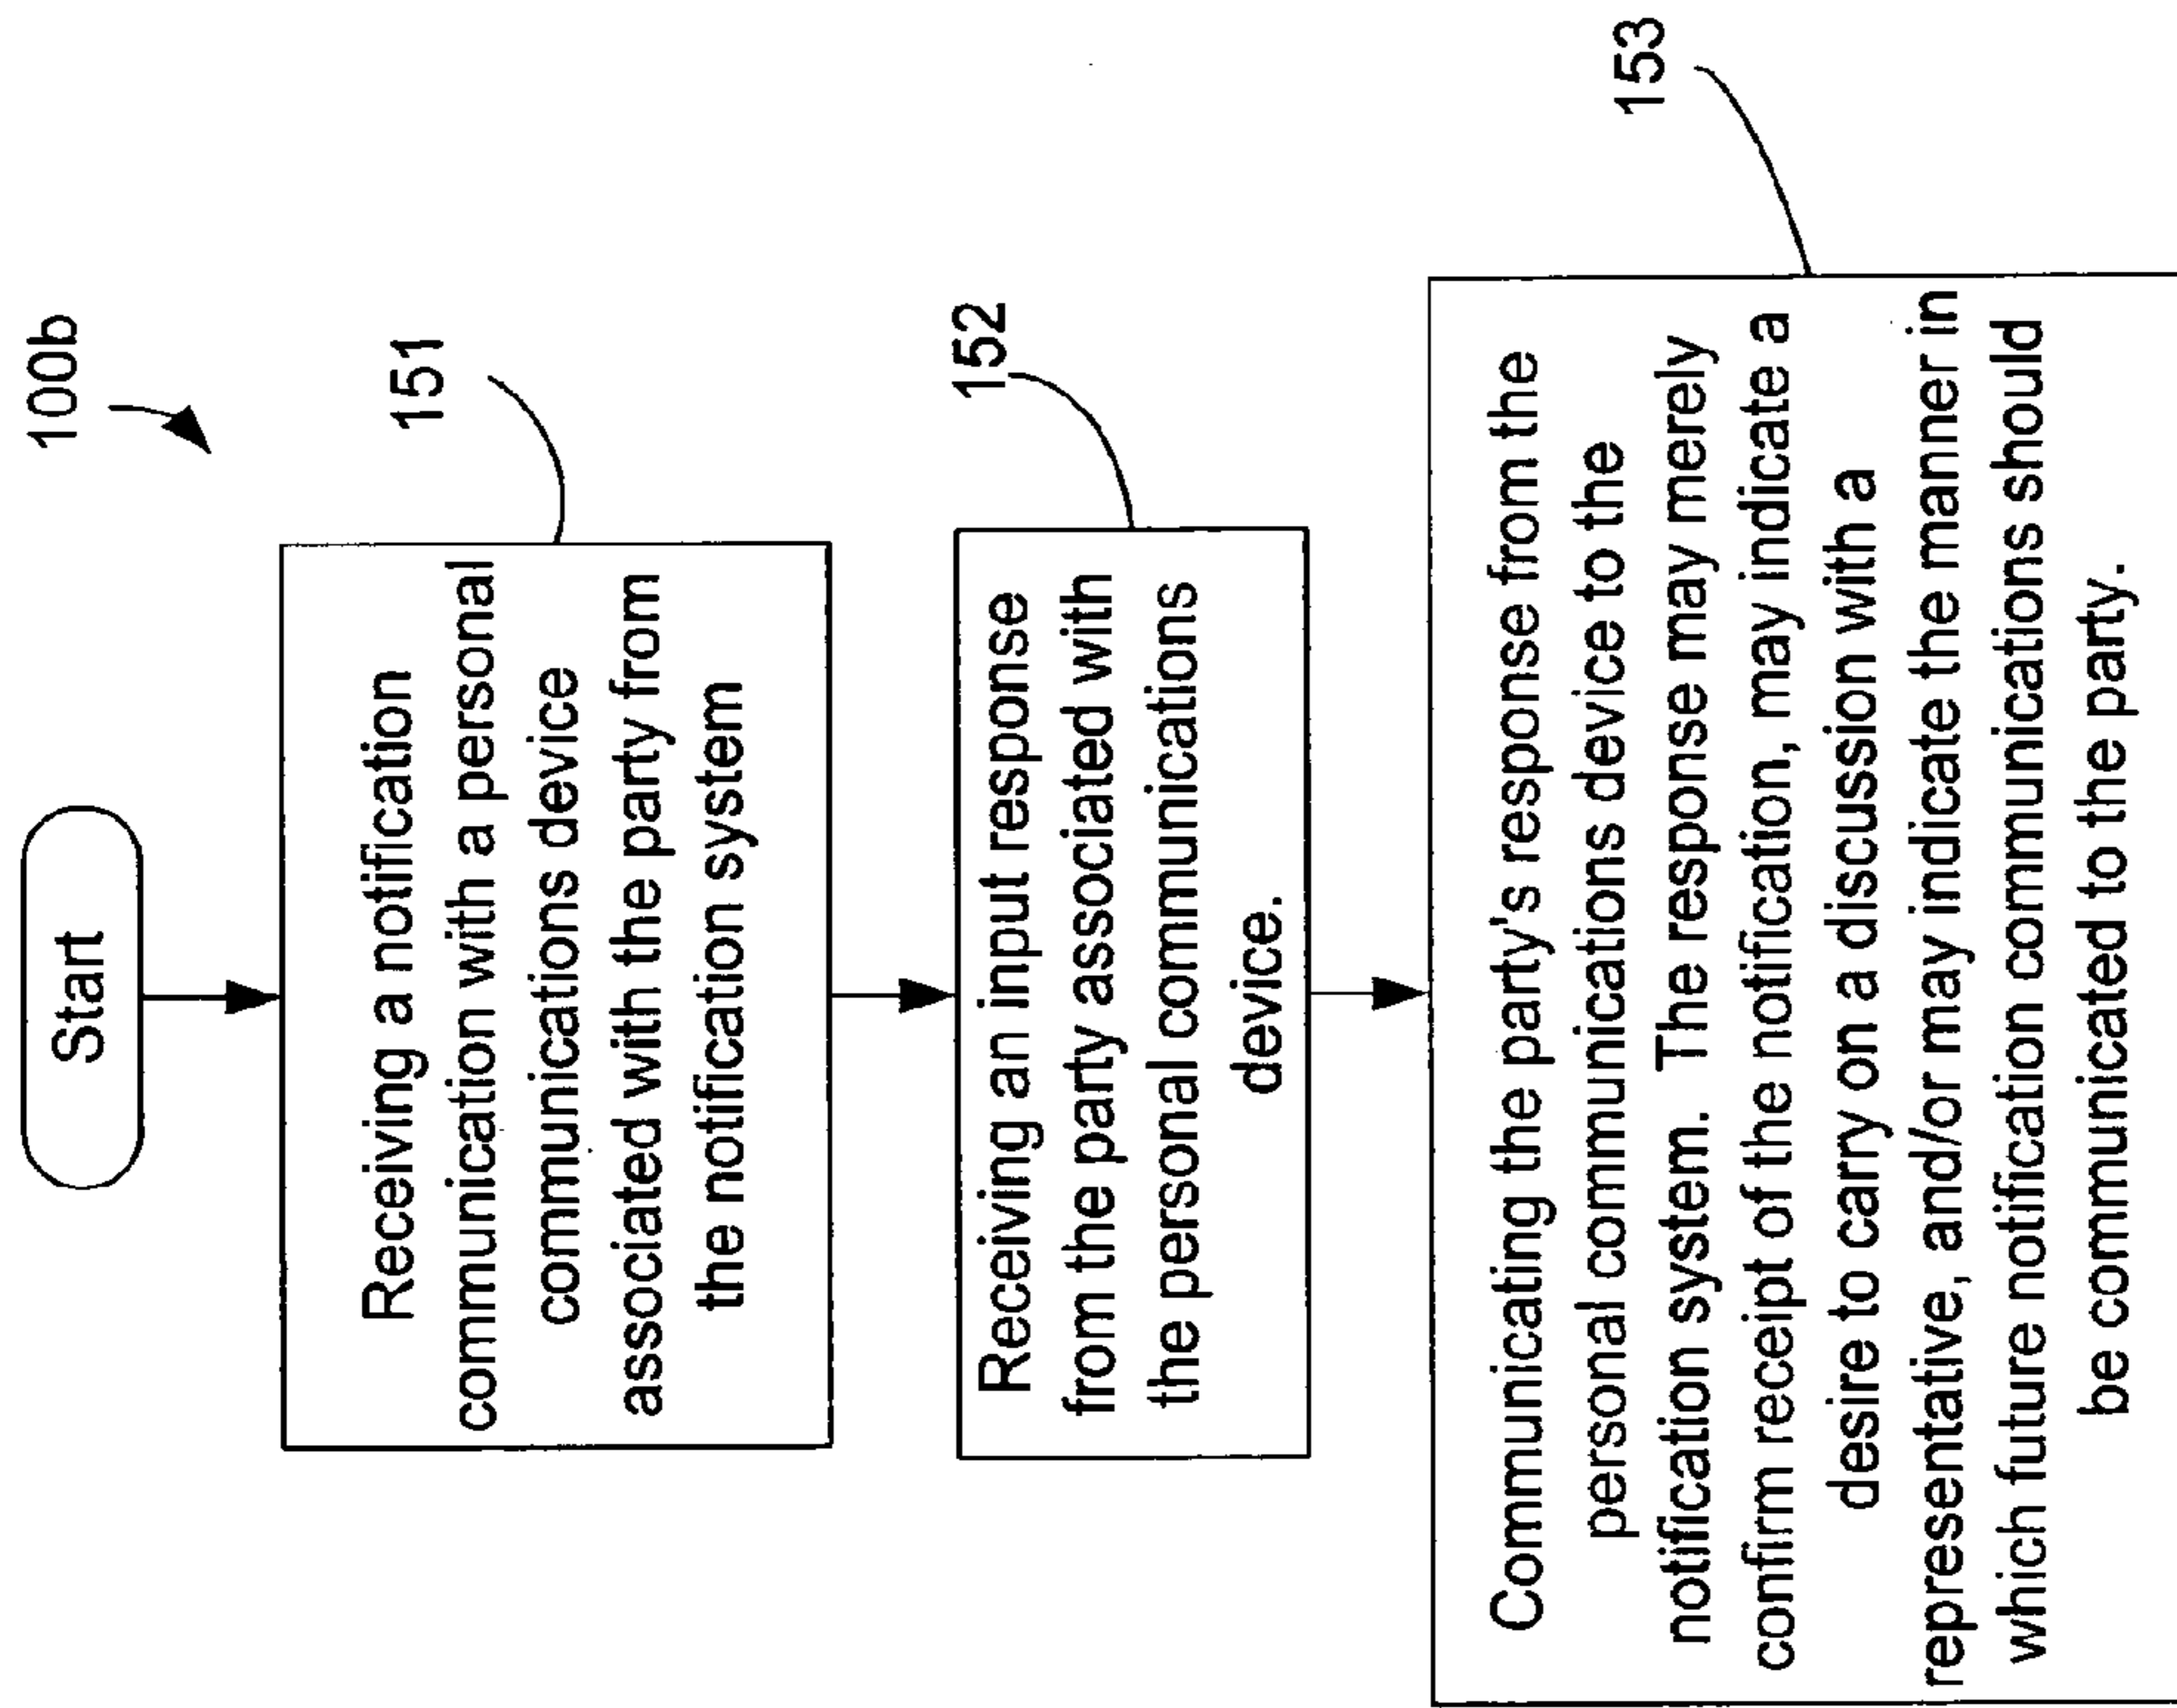 100b
Start
151
Receiving a notification
communication with a personal
communications device
associated with the party from
the notification system
152
Receiving an input response
from the party associated with
the personal communications
device.
153
Communicating the party's response from the
personal communications device to the
notification system.  The response may merely
confirm receipt of the notification, may indicate a
desire to carry on a discussion with a
representative, and/or may indicate the manner in
which future notification communications should
be communicated to the party.